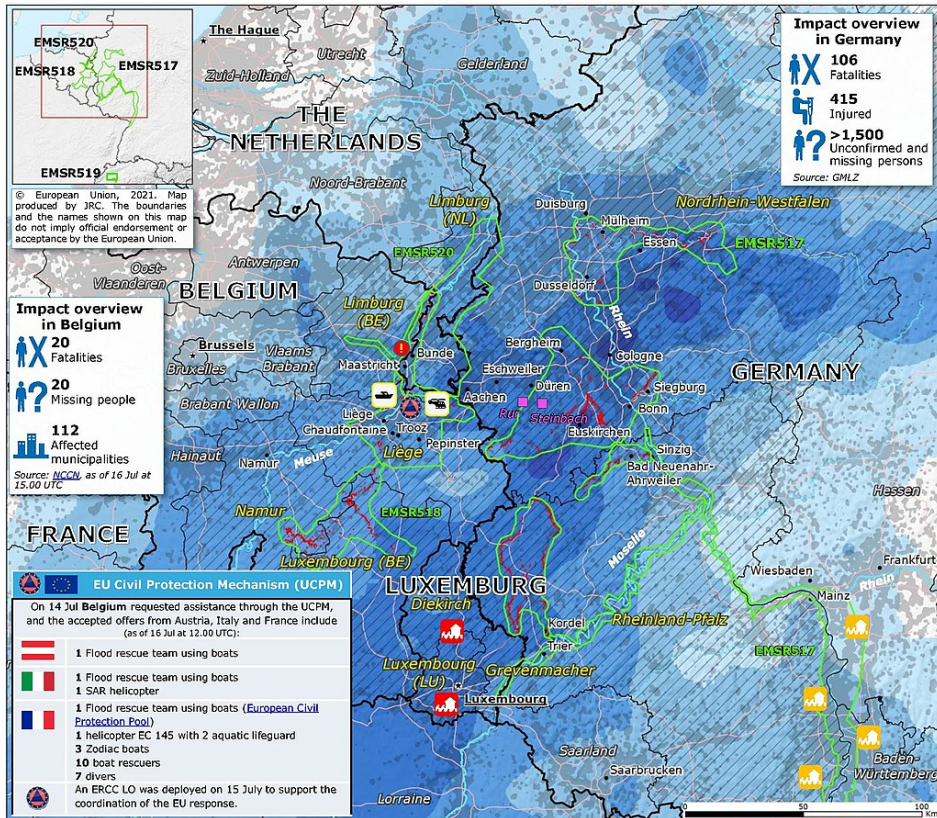 EMSR520
EMSR518
EMSR517
EMSR519
© European Union, 2021. Map
produced by JRC. The boundaries
and the names shown on this map
do not imply official endorsement or
acceptance by the European Union.
Impact overview
in Germany
106
Fatalities
415
Injured
>1,500
Unconfirmed and
missing persons
Source: GMLZ
The Hague
Utrecht
Gelderland
Zuid-Holland
THE
NETHERLANDS
Noord-Brabant
Limburg
(NL)
Duisburg
Mülheim
Nordrhein-Westfalen
Essen
EMSR517
EMSR520
Dusseldorf
Rhein
Oost-
Vlaanderen
Antwerpen
BELGIUM
Limburg
(BE)
Impact overview
in Belgium
20
Fatalities
20
Missing people
112
Affected
municipalities
Source: NCCN, as of 16 Jul at
15.00 UTC
Brussels
Bruxelles
Vlaams
Brabant
Brabant Wallon
Maastricht
Bunde
Bergheim
Cologne
Eschweiler
Düren
Aachen
Siegburg
GERMANY
Rur
Steinbach
Bonn
Euskirchen
Liège
Chaudfontaine
Trooz
Pepinster
Liège
Sinzig
Bad Neuenahr-
Ahrweiler
Hainaut
Namur
Meuse
Hessen
Namur
EMSR518
FRANCE
Luxembourg (BE)
Moselle
Wiesbaden
Frankfurt
Rhein
Mainz
LUXEMBURG
Diekirch
Kordel
Trier
Rheinland-Pfalz
EMSR517
Luxembourg
(LU)
Grevenmacher
Luxembourg
Saarland
Saarbrucken
Baden-
Württemberg
Lorraine
EU Civil Protection Mechanism (UCPM)
On 14 Jul Belgium requested assistance through the UCPM,
and the accepted offers from Austria, Italy and France include
(as of 16 Jul at 12.00 UTC):
1 Flood rescue team using boats
1 Flood rescue team using boats
1 SAR helicopter
1 Flood rescue team using boats (European Civil
Protection Pool)
1 helicopter EC 145 with 2 aquatic lifeguard
3 Zodiac boats
10 boat rescuers
7 divers
An ERCC LO was deployed on 15 July to support the
coordination of the EU response.
0 50 100
Km